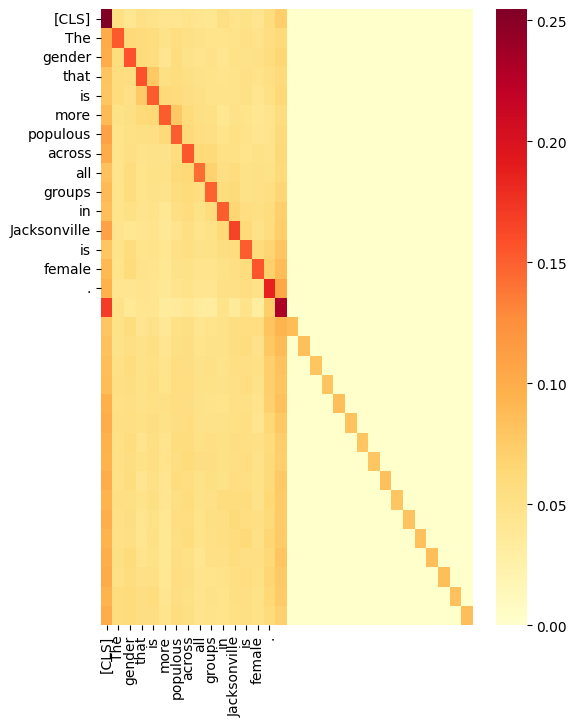 [CLS]
The
gender
that
is
more
populous
across
all
groups
in
Jacksonville
is
female
.
0.25
0.20
0.15
0.10
0.05
0.00
[CLS]
The
gender
that
is
more
populous
across
all
groups
in
Jacksonville
is
female
.